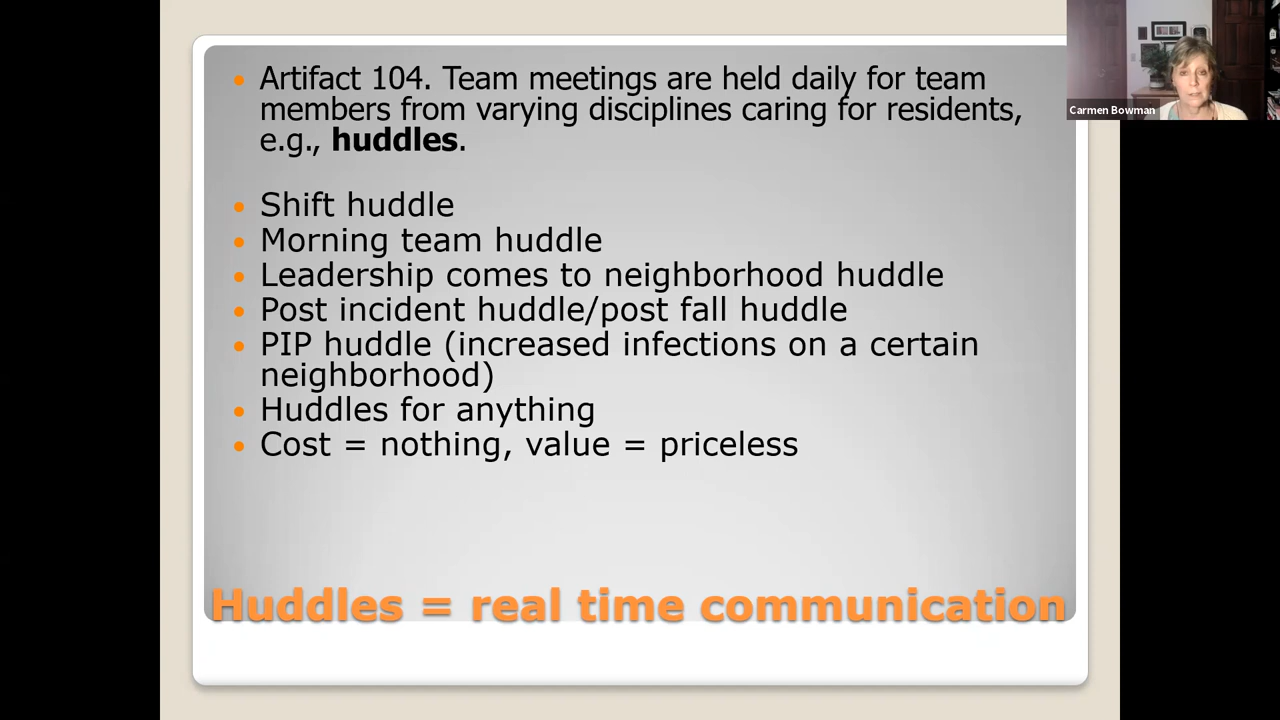 Artifact 104. Team meetings are held daily for team
members from varying disciplines caring for residents,
e.g., huddles.
Shift huddle
Morning team huddle
Leadership comes to neighborhood huddle
Post incident huddle/post fall huddle
PIP huddle (increased infections on a certain
neighborhood)
Huddles for anything
Cost = nothing, value = priceless
Huddles = real time communication
Carmen Bowman